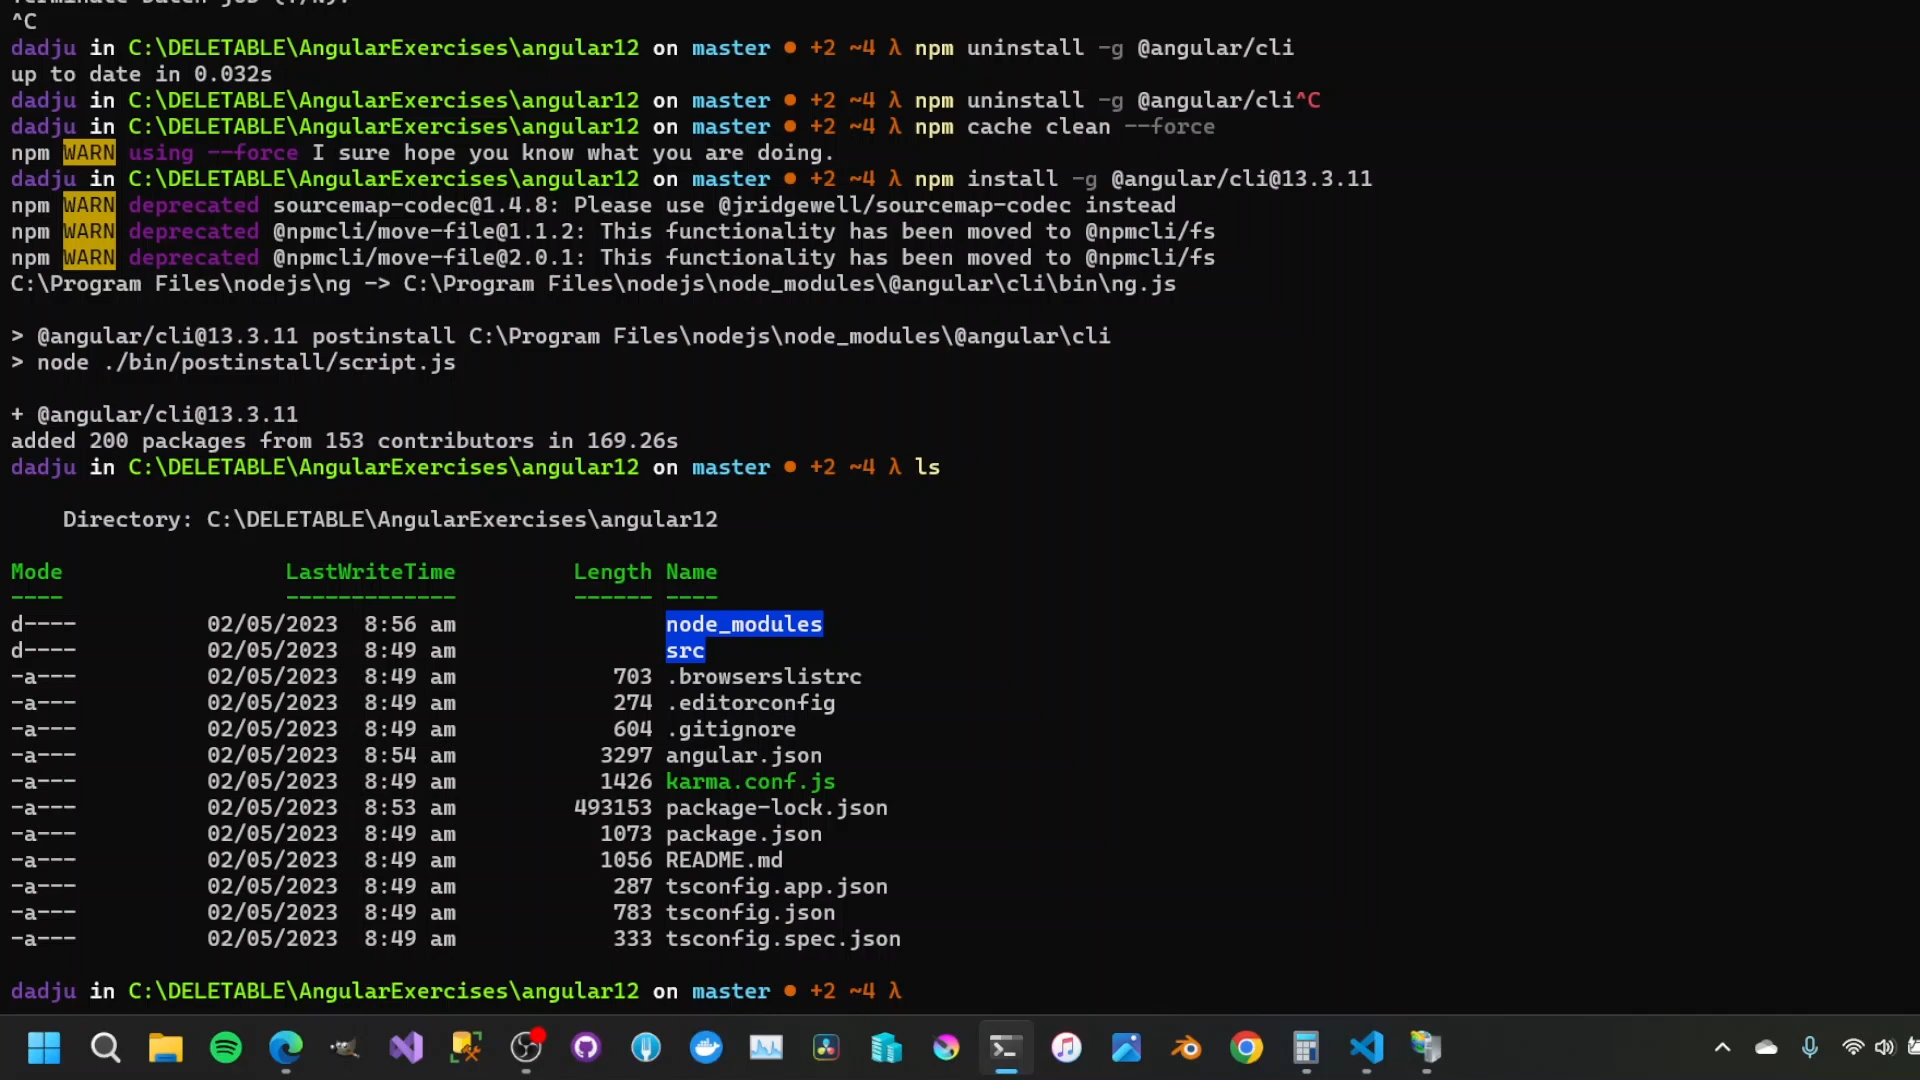 ^C
dadju in C:\DELETABLE\AngularExercises\angular12 on master ● +2 ~4 λ npm uninstall -g @angular/cli
up to date in 0.032s
dadju in C:\DELETABLE\AngularExercises\angular12 on master ● +2 ~4 λ npm uninstall -g @angular/cli^C
dadju in C:\DELETABLE\AngularExercises\angular12 on master ● +2 ~4 λ npm cache clean --force
npm WARN using --force I sure hope you know what you are doing.
dadju in C:\DELETABLE\AngularExercises\angular12 on master ● +2 ~4 λ npm install -g @angular/cli@13.3.11
npm WARN deprecated sourcemap-codec@1.4.8: Please use @jridgewell/sourcemap-codec instead
npm WARN deprecated @npmcli/move-file@1.1.2: This functionality has been moved to @npmcli/fs
npm WARN deprecated @npmcli/move-file@2.0.1: This functionality has been moved to @npmcli/fs
C:\Program Files\nodejs\ng -> C:\Program Files\nodejs\node_modules\@angular\cli\bin\ng.js
> @angular/cli@13.3.11 postinstall C:\Program Files\nodejs\node_modules\@angular\cli
> node ./bin/postinstall/script.js
+ @angular/cli@13.3.11
added 200 packages from 153 contributors in 169.26s
dadju in C:\DELETABLE\AngularExercises\angular12 on master ● +2 ~4 λ ls
Directory: C:\DELETABLE\AngularExercises\angular12
Mode LastWriteTime Length Name
---- ------------- ------ ----
d---- 02/05/2023 8:56 am node_modules
d---- 02/05/2023 8:49 am src
-a--- 02/05/2023 8:49 am 703 .browserslistrc
-a--- 02/05/2023 8:49 am 274 .editorconfig
-a--- 02/05/2023 8:49 am 604 .gitignore
-a--- 02/05/2023 8:54 am 3297 angular.json
-a--- 02/05/2023 8:49 am 1426 karma.conf.js
-a--- 02/05/2023 8:53 am 493153 package-lock.json
-a--- 02/05/2023 8:49 am 1073 package.json
-a--- 02/05/2023 8:49 am 1056 README.md
-a--- 02/05/2023 8:49 am 287 tsconfig.app.json
-a--- 02/05/2023 8:49 am 783 tsconfig.json
-a--- 02/05/2023 8:49 am 333 tsconfig.spec.json
dadju in C:\DELETABLE\AngularExercises\angular12 on master ● +2 ~4 λ